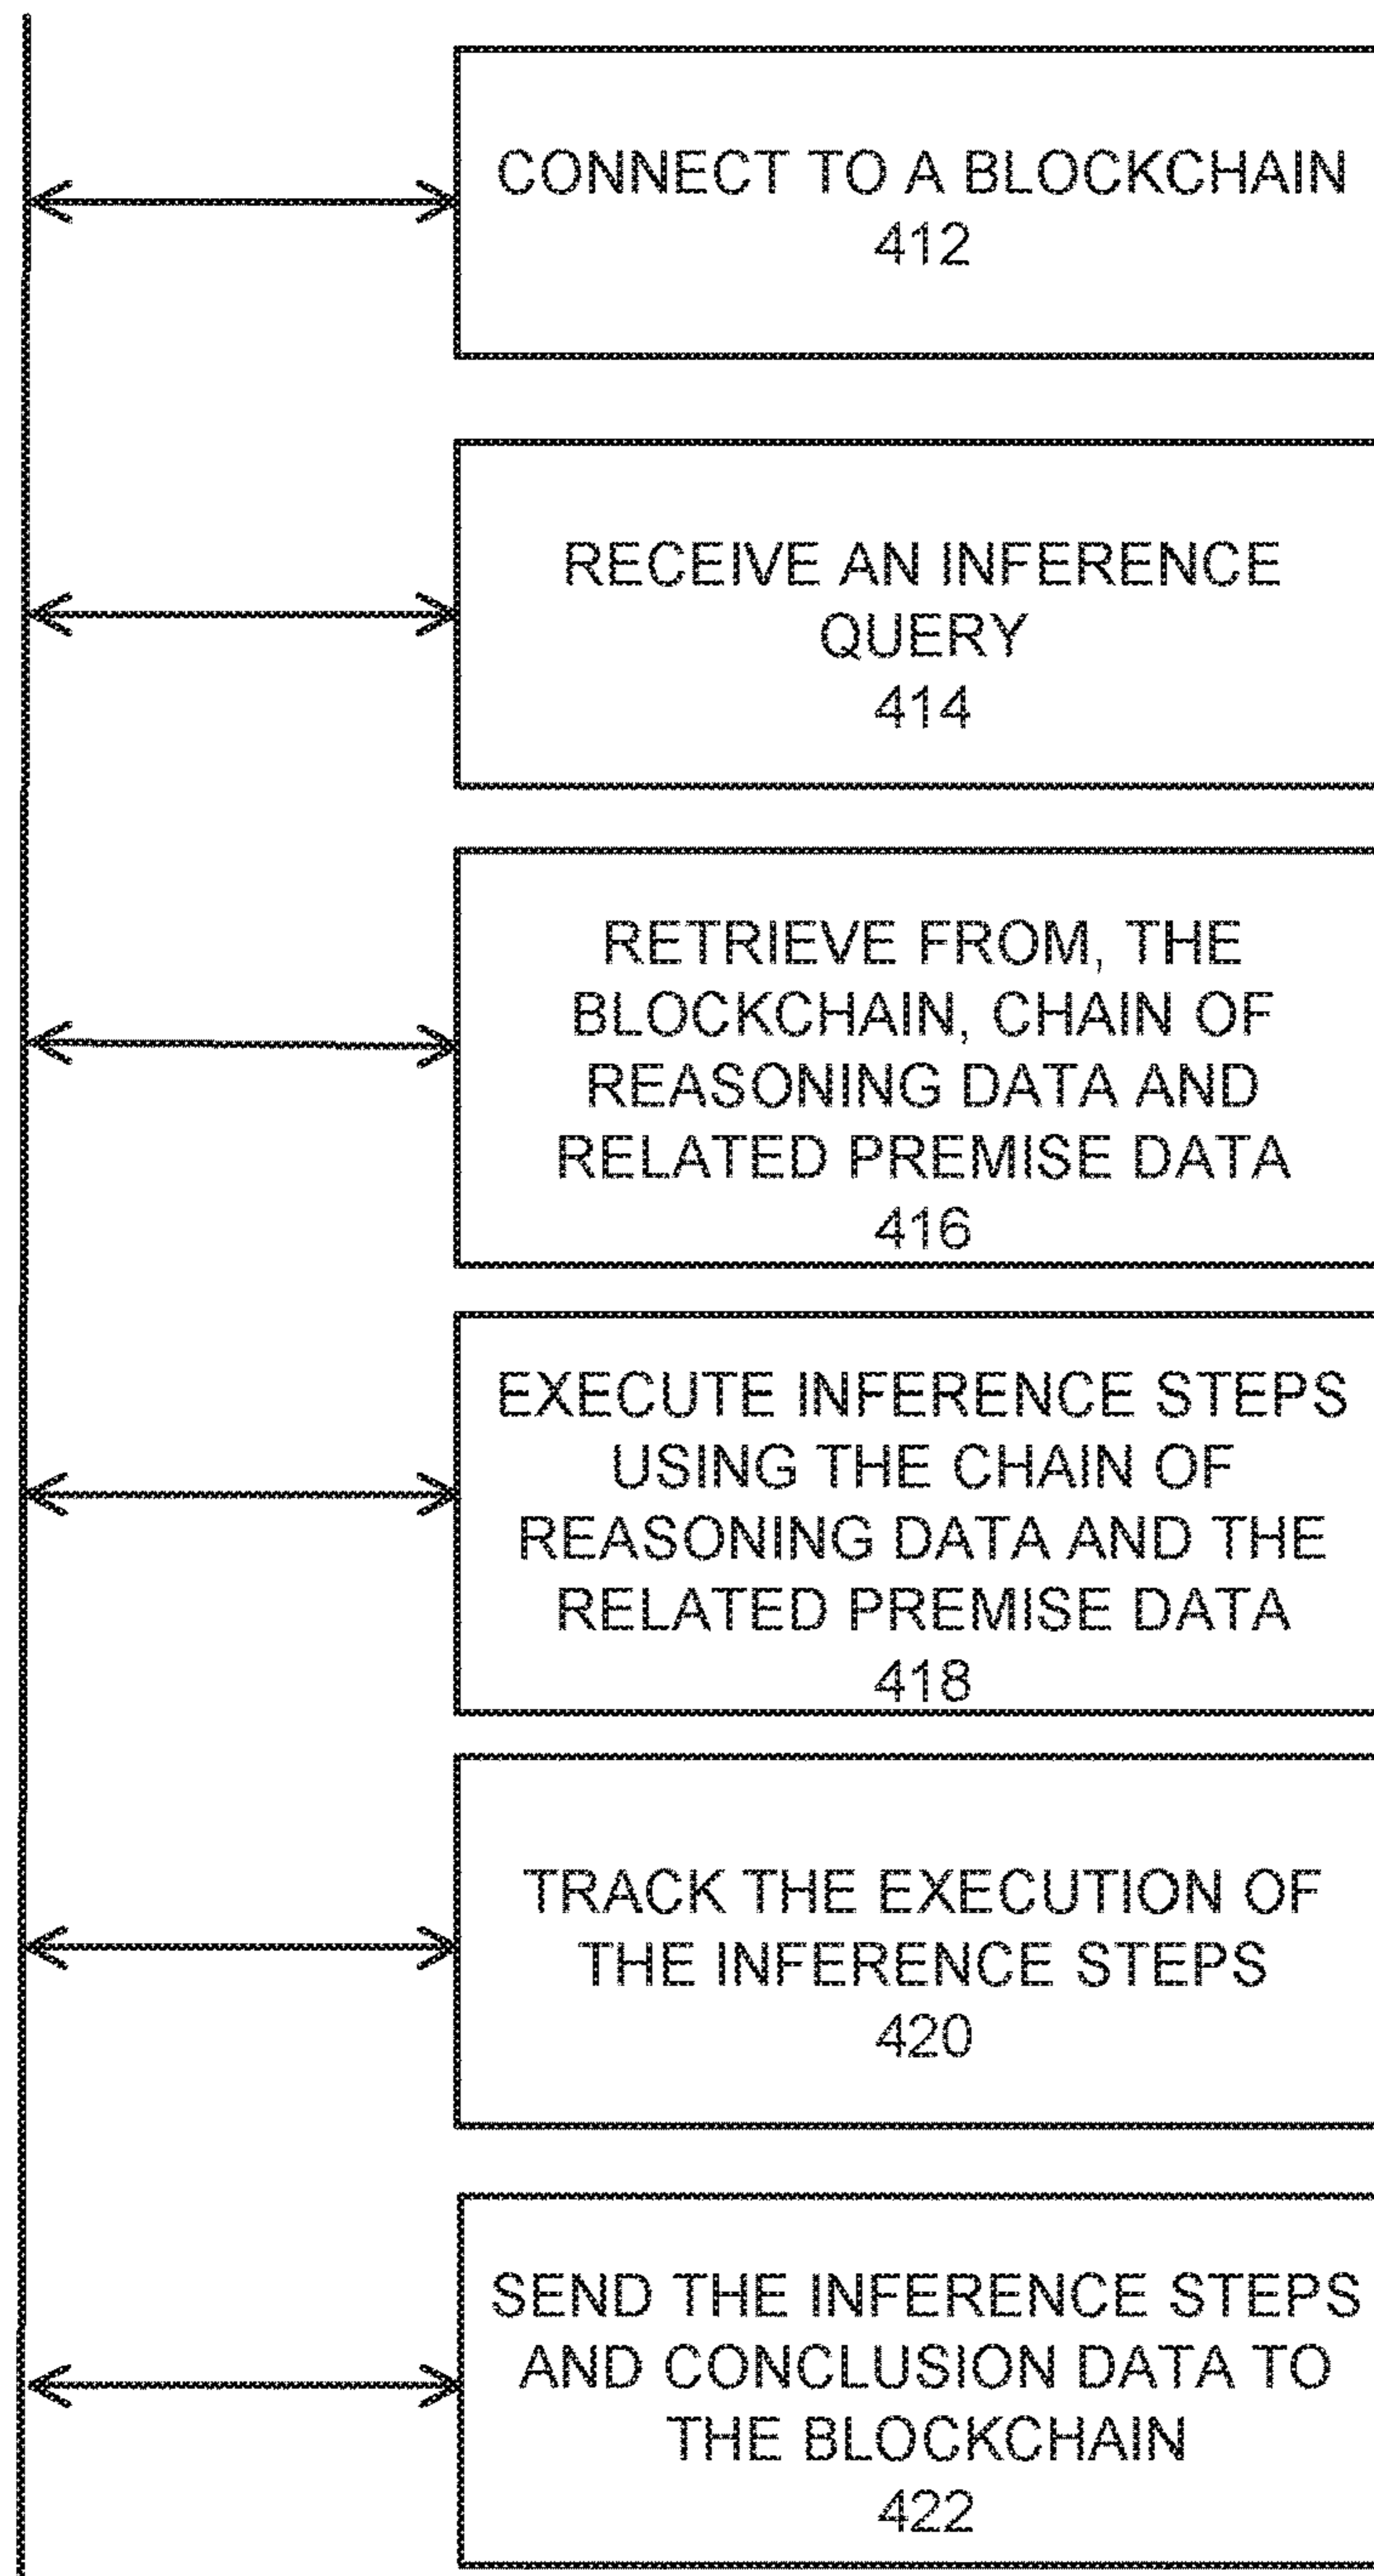 CONNECT TO A BLOCKCHAIN
412
RECEIVE AN INFERENCE
QUERY
414
RETRIEVE FROM, THE
BLOCKCHAIN, CHAIN OF
REASONING DATA AND
RELATED PREMISE DATA
416
EXECUTE INFERENCE STEPS
USING THE CHAIN OF
REASONING DATA AND THE
RELATED PREMISE DATA
418
TRACK THE EXECUTION OF
THE INFERENCE STEPS
420
SEND THE INFERENCE STEPS
AND CONCLUSION DATA TO
THE BLOCKCHAIN
422